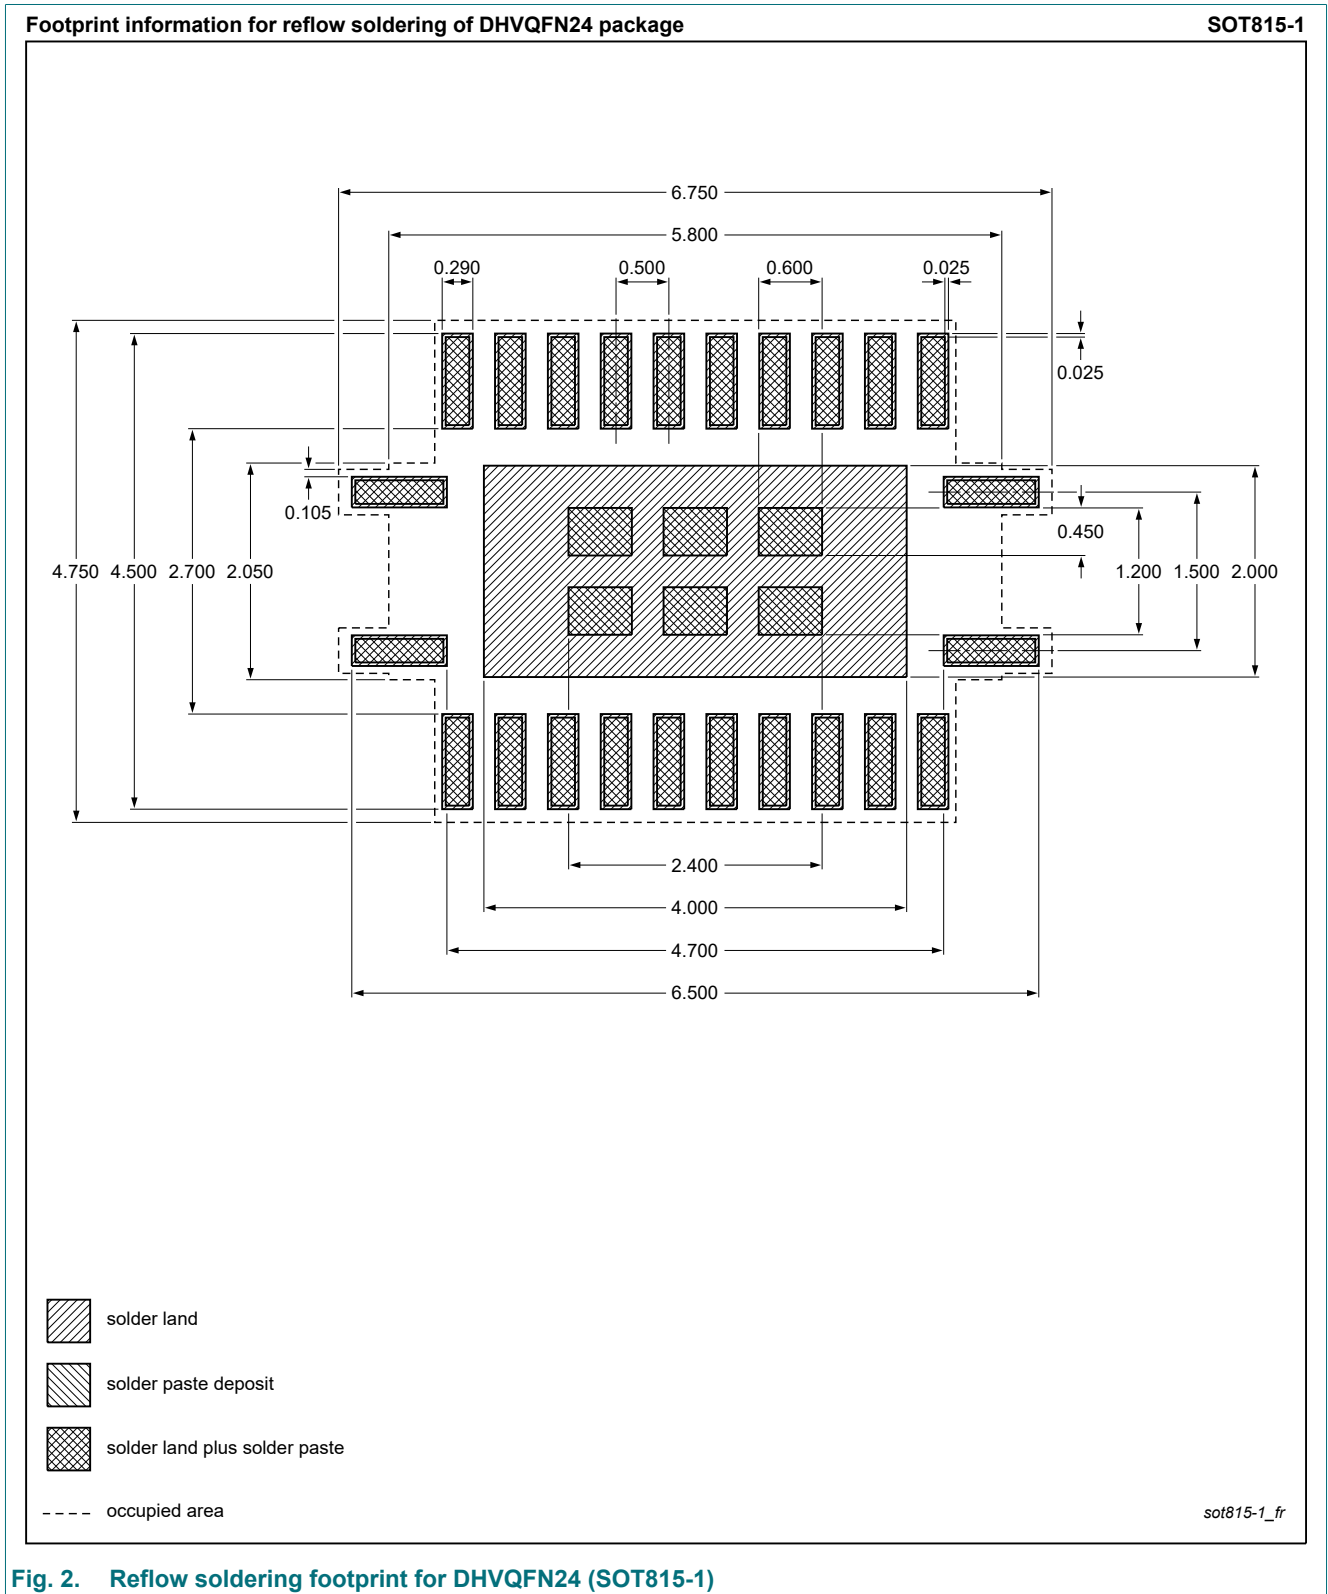 Footprint information for reflow soldering of DHVQFN24 package SOT815-1
6.750
5.800
0.290 0.500 0.600 0.025
0.025
0.105
0.450
4.750 4.500 2.700 2.050 1.200 1.500 2.000
2.400
4.000
4.700
6.500
solder land
solder paste deposit
solder land plus solder paste
occupied area sot815-1_fr
Fig. 2. Reflow soldering footprint for DHVQFN24 (SOT815-1)